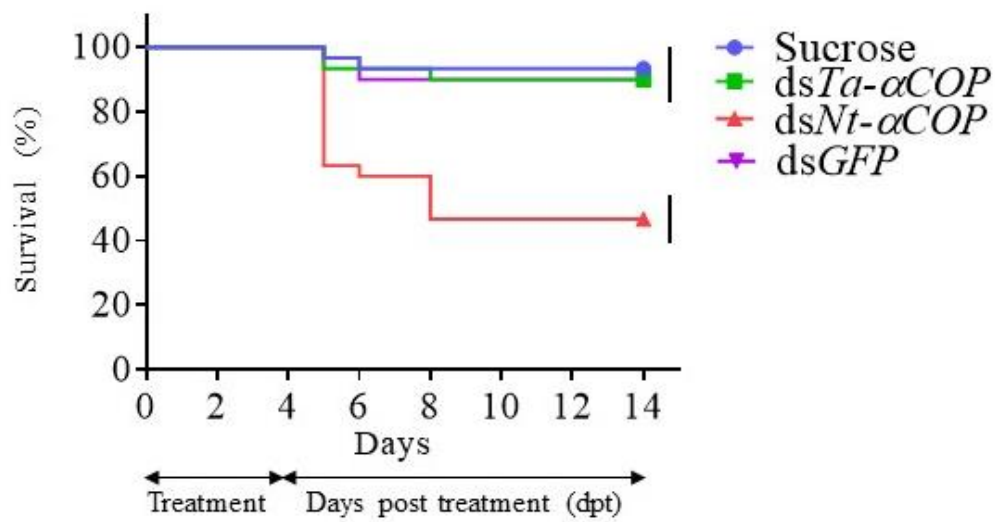 Survival (%)
100
80
60
40
20
0
0 2 4 6 8 10 12 14
Days
Treatment
Days post treatment (dpt)
Sucrose
dsTa-αCOP
dsNt-αCOP
dsGFP